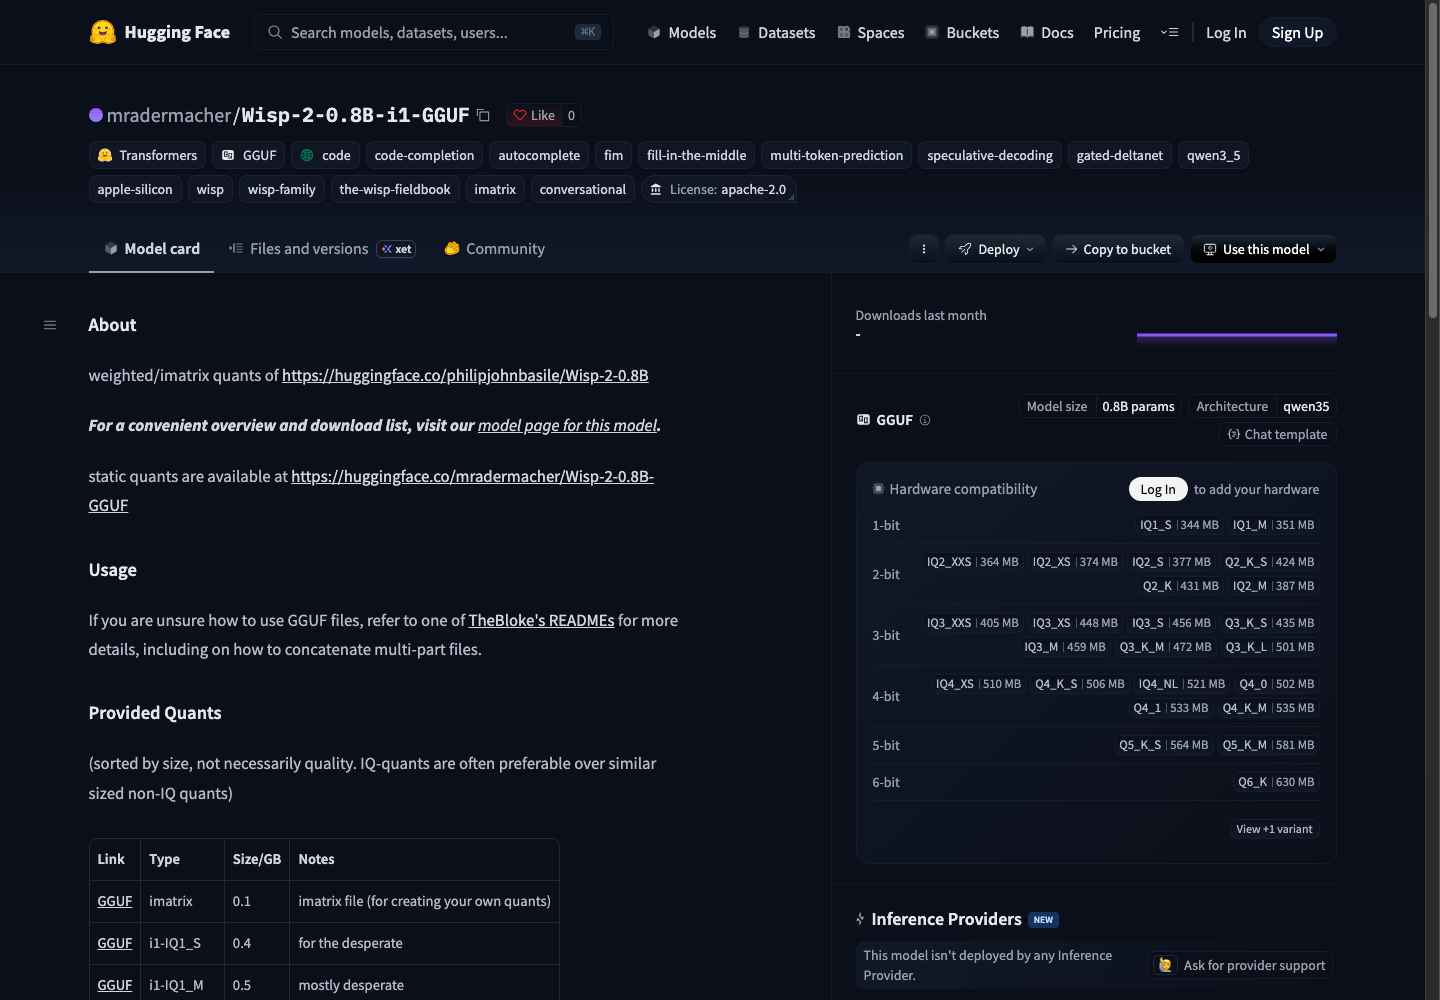 Hugging Face
Search models, datasets, users...
⌘K
Models
Datasets
Spaces
Buckets
Docs
Pricing
Log In
Sign Up
mradermacher/Wisp-2-0.8B-i1-GGUF
Like 0
Transformers GGUF code code-completion autocomplete fim fill-in-the-middle multi-token-prediction speculative-decoding gated-deltanet qwen3_5
apple-silicon wisp wisp-family the-wisp-fieldbook imatrix conversational License: apache-2.0
Model card
Files and versions xet
Community
Deploy
Copy to bucket
Use this model
About
weighted/imatrix quants of https://huggingface.co/philipjohnbasile/Wisp-2-0.8B
For a convenient overview and download list, visit our model page for this model.
static quants are available at https://huggingface.co/mradermacher/Wisp-2-0.8B-
GGUF
Usage
If you are unsure how to use GGUF files, refer to one of TheBloke's READMEs for more
details, including on how to concatenate multi-part files.
Provided Quants
(sorted by size, not necessarily quality. IQ-quants are often preferable over similar
sized non-IQ quants)
Link Type Size/GB Notes
GGUF imatrix 0.1 imatrix file (for creating your own quants)
GGUF i1-IQ1_S 0.4 for the desperate
GGUF i1-IQ1_M 0.5 mostly desperate
Downloads last month
-
GGUF
Model size 0.8B params
Architecture qwen35
Chat template
Hardware compatibility
Log In to add your hardware
1-bit
IQ1_S 344 MB IQ1_M 351 MB
2-bit
IQ2_XXS 364 MB IQ2_XS 374 MB IQ2_S 377 MB Q2_K_S 424 MB
Q2_K 431 MB IQ2_M 387 MB
3-bit
IQ3_XXS 405 MB IQ3_XS 448 MB IQ3_S 456 MB Q3_K_S 435 MB
IQ3_M 459 MB Q3_K_M 472 MB Q3_K_L 501 MB
4-bit
IQ4_XS 510 MB Q4_K_S 506 MB IQ4_NL 521 MB Q4_0 502 MB
Q4_1 533 MB Q4_K_M 535 MB
5-bit
Q5_K_S 564 MB Q5_K_M 581 MB
6-bit
Q6_K 630 MB
View +1 variant
Inference Providers NEW
This model isn't deployed by any Inference
Provider.
Ask for provider support